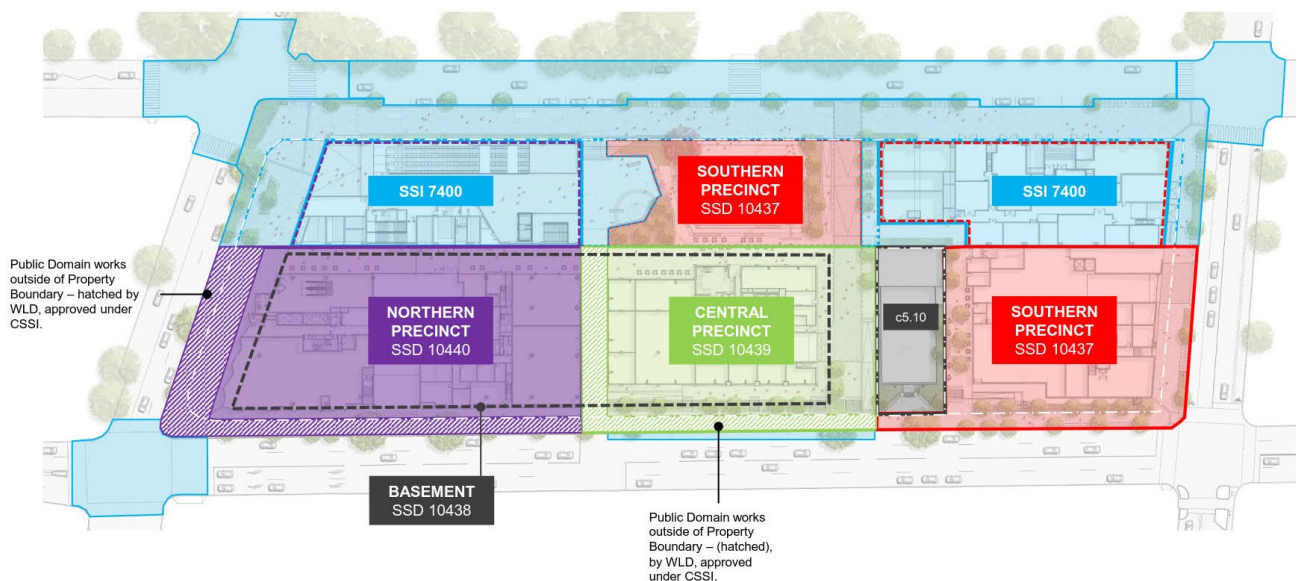 SSI 7400
SOUTHERN
PRECINCT
SSD 10437
SSI 7400
Public Domain works
outside of Property
Boundary – hatched by
WLD, approved under
CSSI.
NORTHERN
PRECINCT
SSD 10440
CENTRAL
PRECINCT
SSD 10439
c5.10
SOUTHERN
PRECINCT
SSD 10437
BASEMENT
SSD 10438
Public Domain works
outside of Property
Boundary – (hatched),
by WLD, approved
under CSSI.